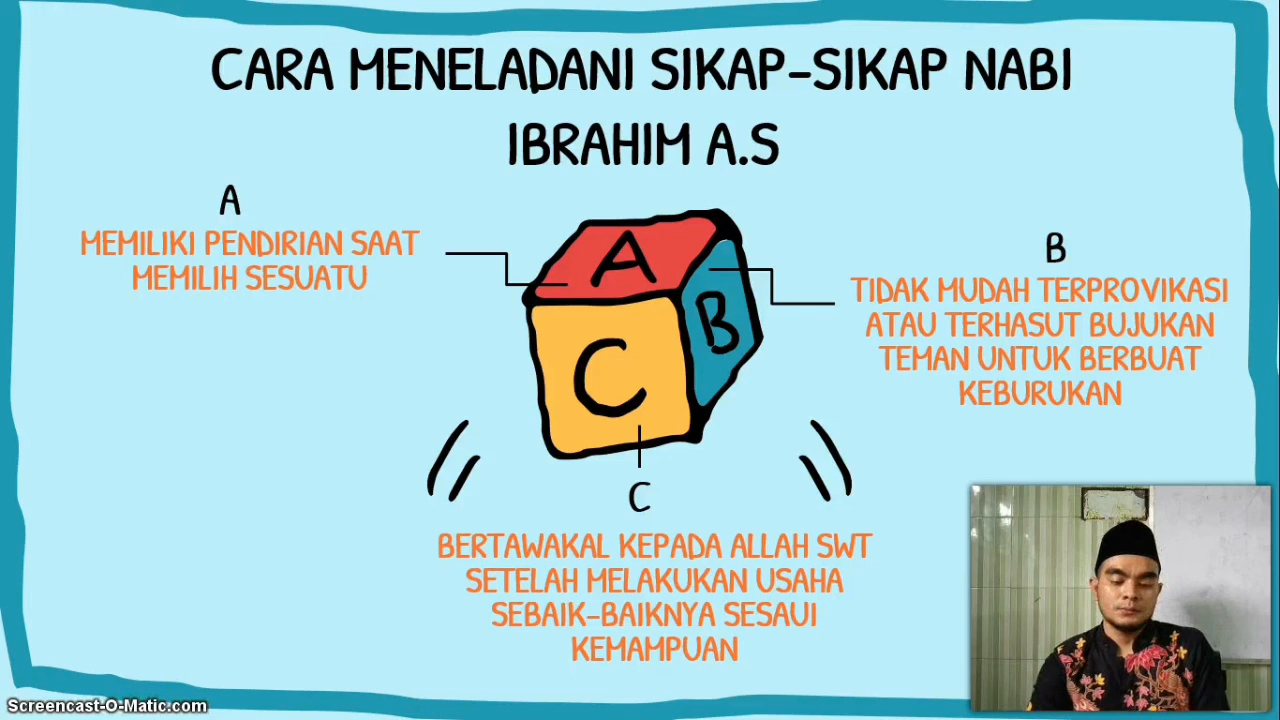 CARA MENELADANI SIKAP-SIKAP NABI
IBRAHIM A.S
A
MEMILIKI PENDIRIAN SAAT
MEMILIH SESUATU
A
B
C
B
TIDAK MUDAH TERPROVIKASI
ATAU TERHASUT BUJUKAN
TEMAN UNTUK BERBUAT
KEBURUKAN
C
BERTAWAKAL KEPADA ALLAH SWT
SETELAH MELAKUKAN USAHA
SEBAIK-BAIKNYA SESAUI
KEMAMPUAN
Screencast-O-Matic.com